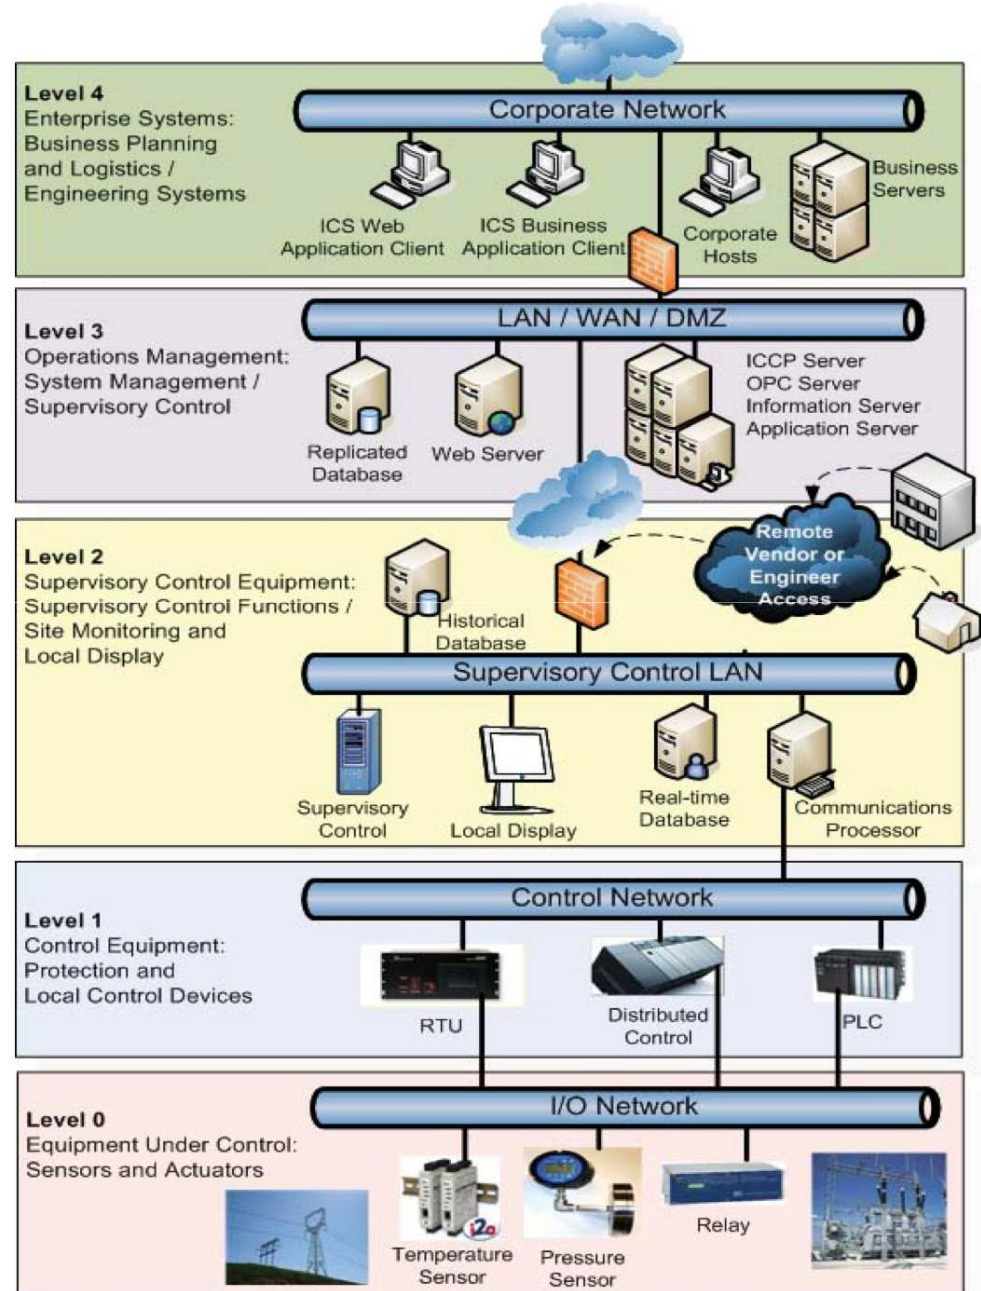 Level 4
Enterprise Systems:
Business Planning
and Logistics /
Engineering Systems
Corporate Network
ICS Web
Application Client
ICS Business
Application Client
Corporate
Hosts
Business
Servers
Level 3
Operations Management:
System Management /
Supervisory Control
LAN / WAN / DMZ
Replicated
Database
Web Server
ICCP Server
OPC Server
Information Server
Application Server
Level 2
Supervisory Control Equipment:
Supervisory Control Functions /
Site Monitoring and
Local Display
Remote
Vendor or
Engineer
Access
Historical
Database
Supervisory Control LAN
Supervisory
Control
Local Display
Real-time
Database
Communications
Processor
Level 1
Control Equipment:
Protection and
Local Control Devices
Control Network
RTU
Distributed
Control
PLC
Level 0
Equipment Under Control:
Sensors and Actuators
I/O Network
i2o
Temperature
Sensor
Pressure
Sensor
Relay